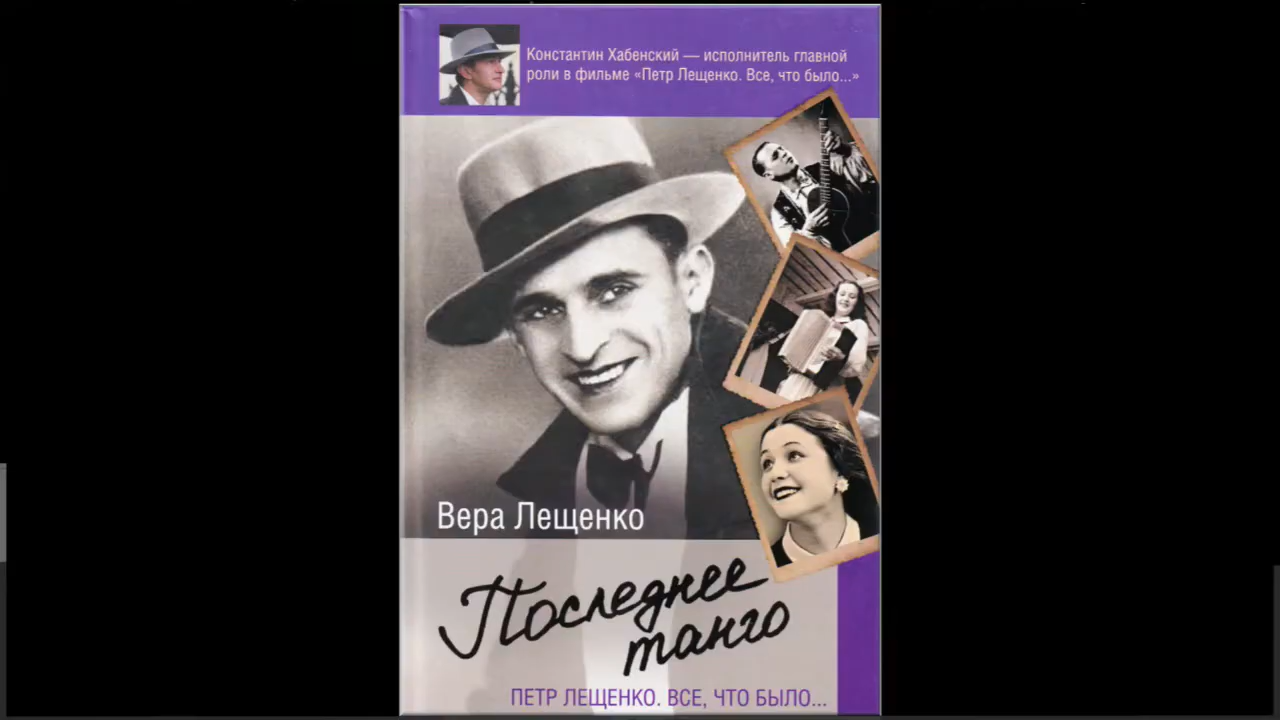 Константин Хабенский — исполнитель главной
роли в фильме «Петр Лещенко. Все, что было...»
Вера Лещенко
Последнее
танго
ПЕТР ЛЕЩЕНКО. ВСЕ, ЧТО БЫЛО...